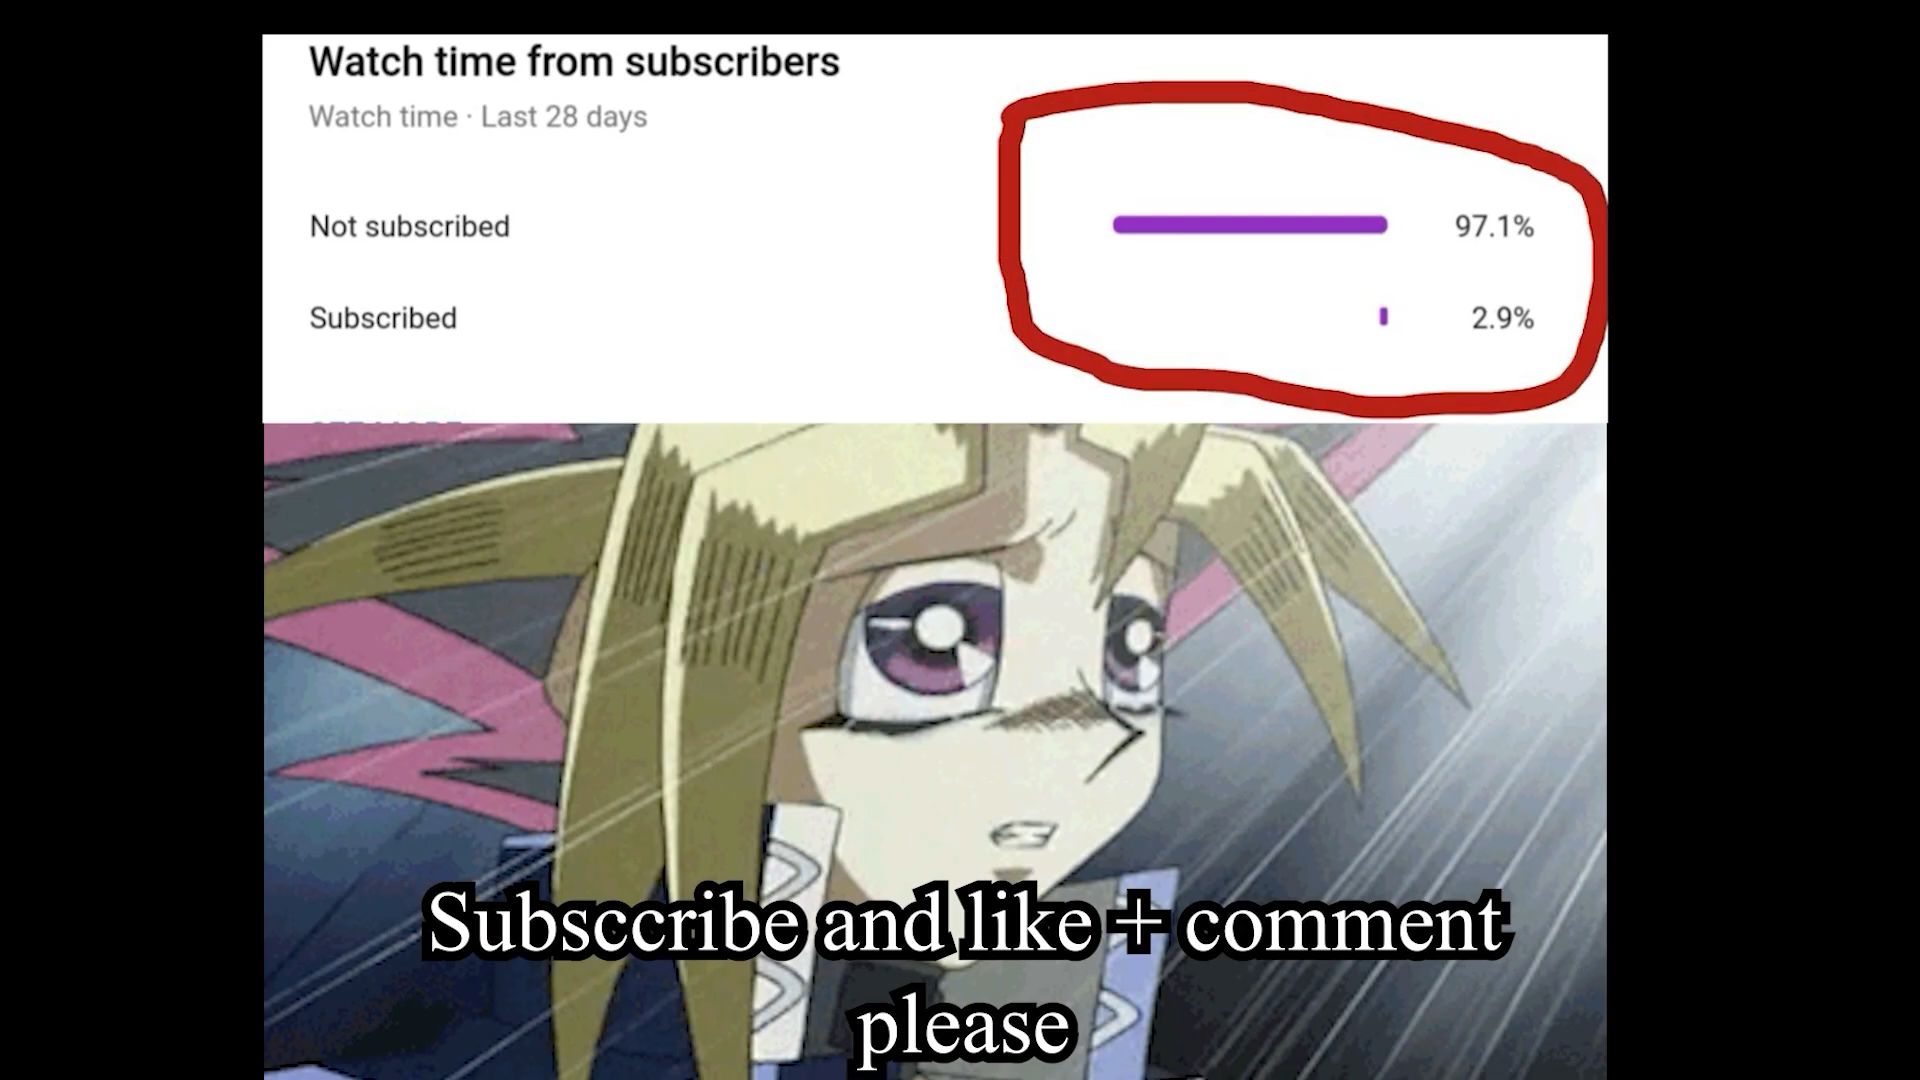 Watch time from subscribers
Watch time · Last 28 days
Not subscribed
97.1%
Subscribed
2.9%
Subsccribe and like + comment
please